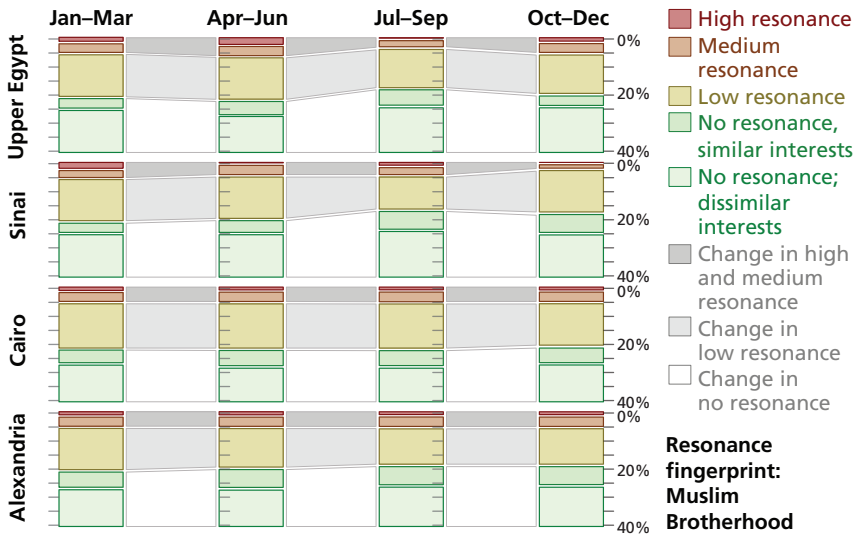 Jan–Mar Apr–Jun Jul–Sep Oct–Dec
Upper Egypt
0%
20%
40%
Sinai
0%
20%
40%
Cairo
0%
20%
40%
Alexandria
0%
20%
40%
High resonance
Medium
resonance
Low resonance
No resonance,
similar interests
No resonance;
dissimilar
interests
Change in high
and medium
resonance
Change in
low resonance
Change in
no resonance
Resonance
fingerprint:
Muslim
Brotherhood